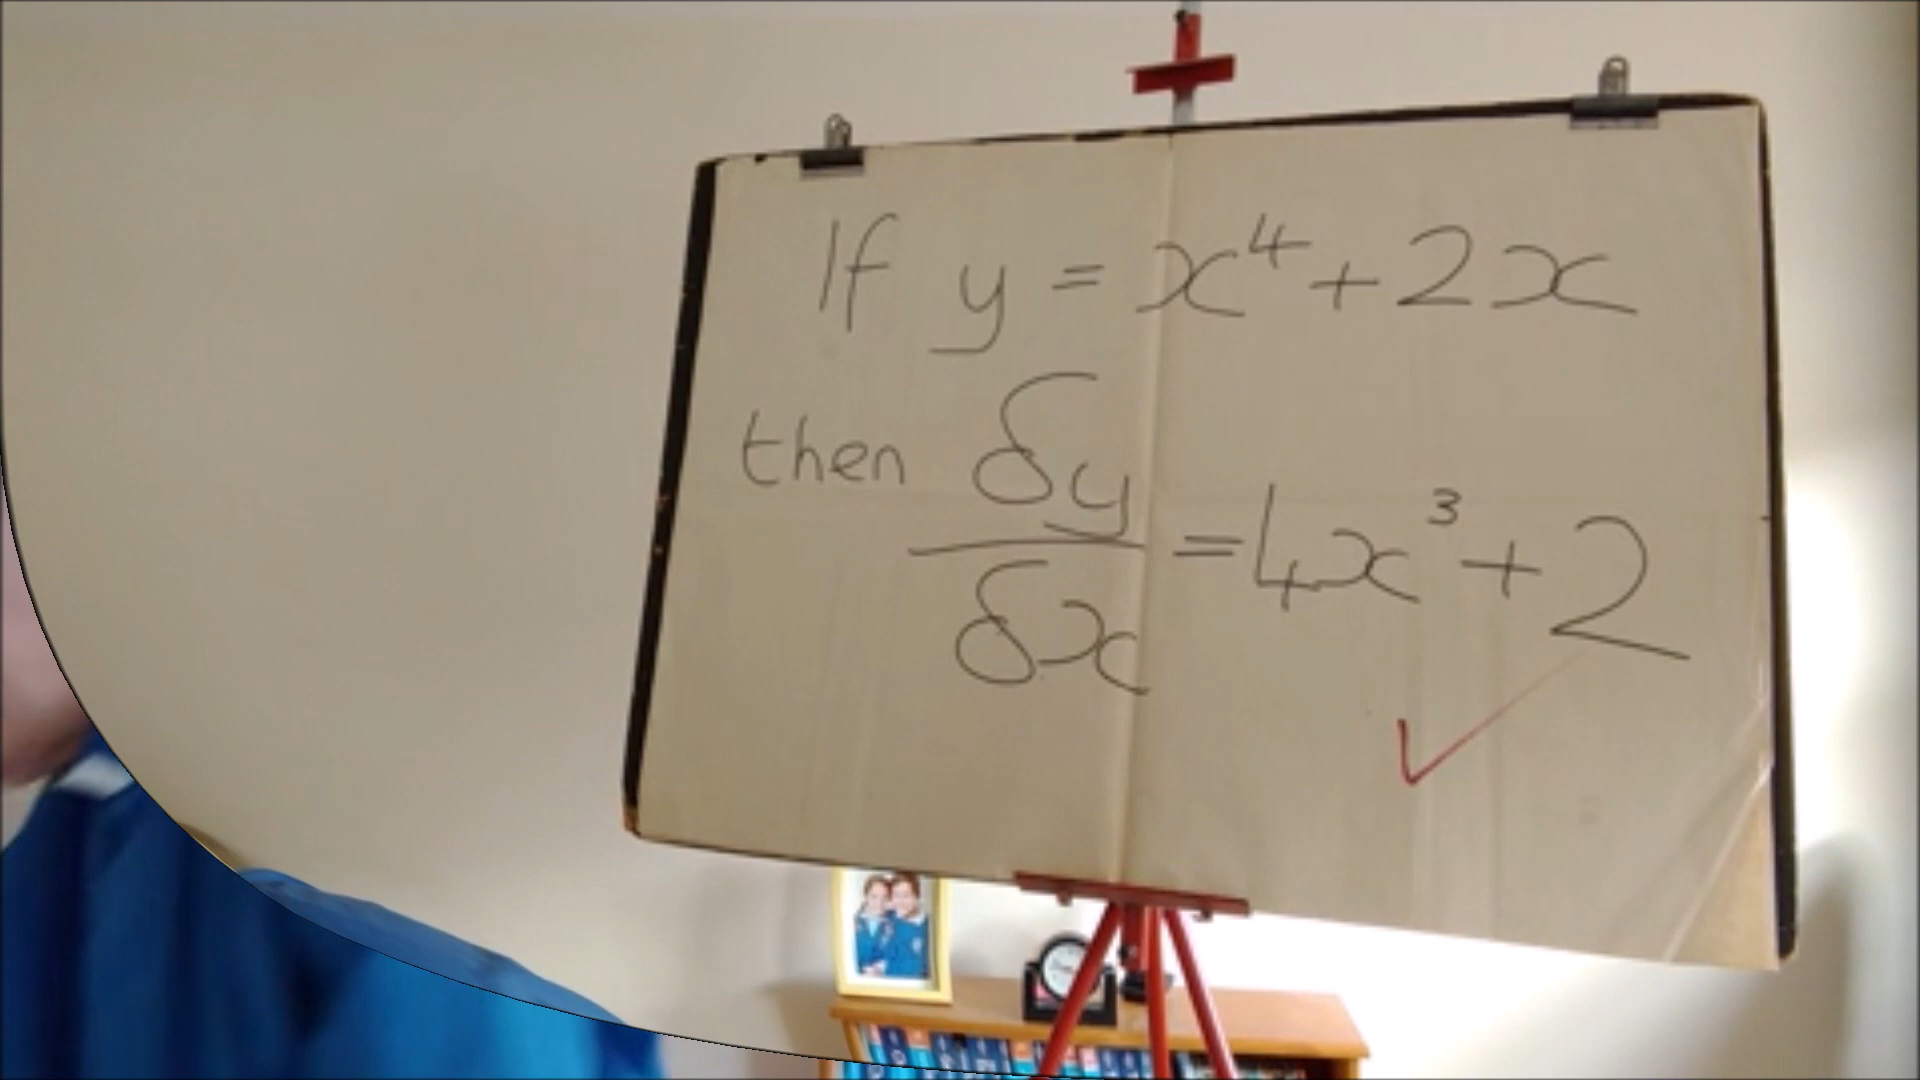 If y = x⁴ + 2x
then δy/δx = 4x³ + 2